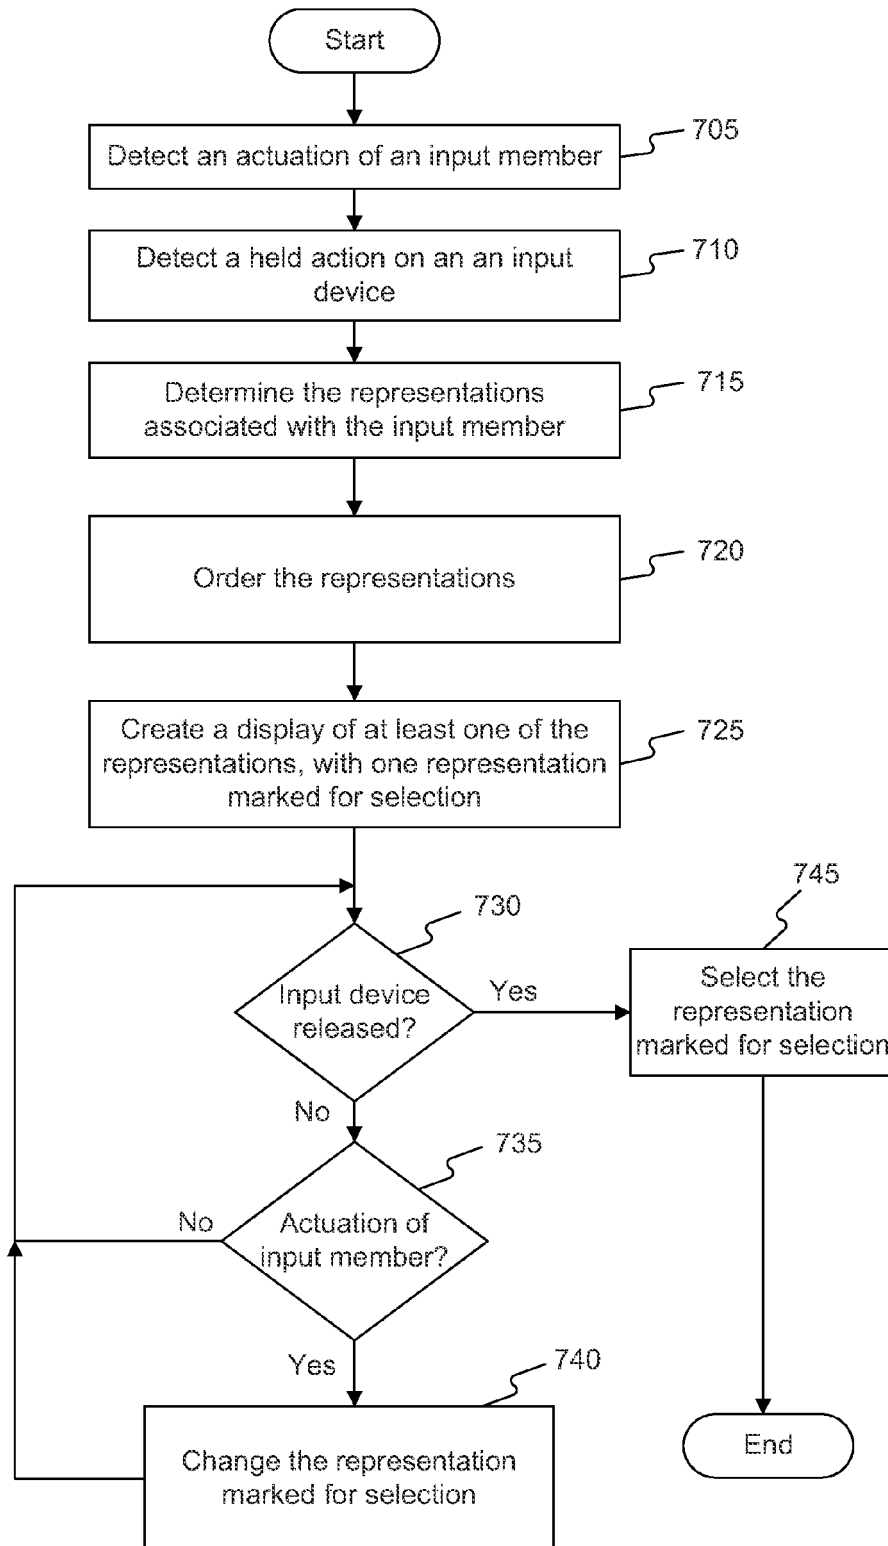 Start
Detect an actuation of an input member
705
Detect a held action on an an input
device
710
Determine the representations
associated with the input member
715
Order the representations
720
Create a display of at least one of the
representations, with one representation
marked for selection
725
730
Input device
released?
Yes
745
Select the
representation
marked for selection
No
735
Actuation of
input member?
No
Yes
740
Change the representation
marked for selection
End